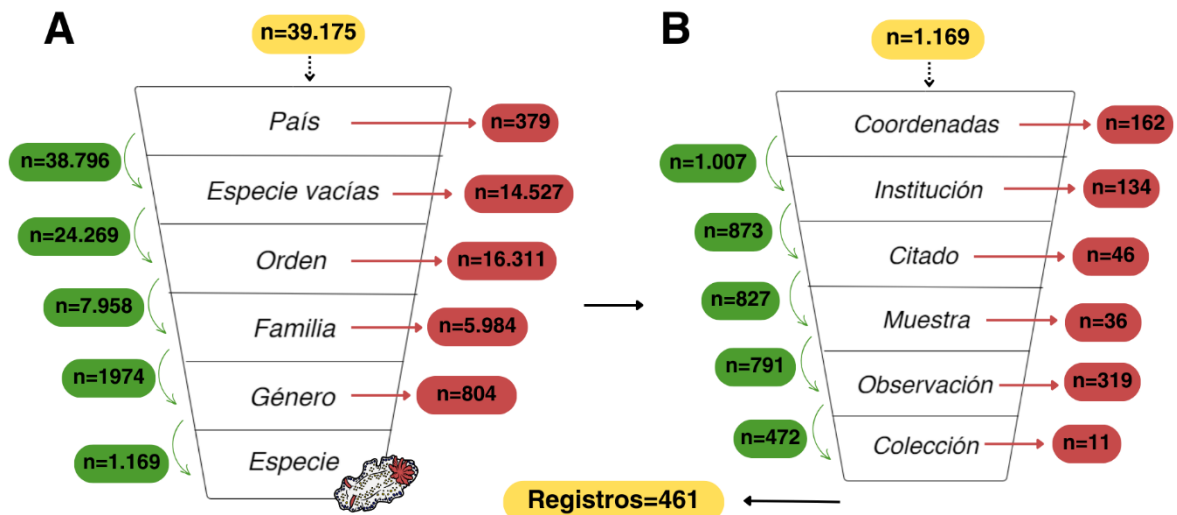 A
n=39.175
País
n=379
n=38.796
Especie vacías
n=14.527
n=24.269
Orden
n=16.311
n=7.958
Familia
n=5.984
n=1974
Género
n=804
n=1.169
Especie
B
n=1.169
Coordenadas
n=162
n=1.007
Institución
n=134
n=873
Citado
n=46
n=827
Muestra
n=36
n=791
Observación
n=319
n=472
Colección
n=11
Registros=461